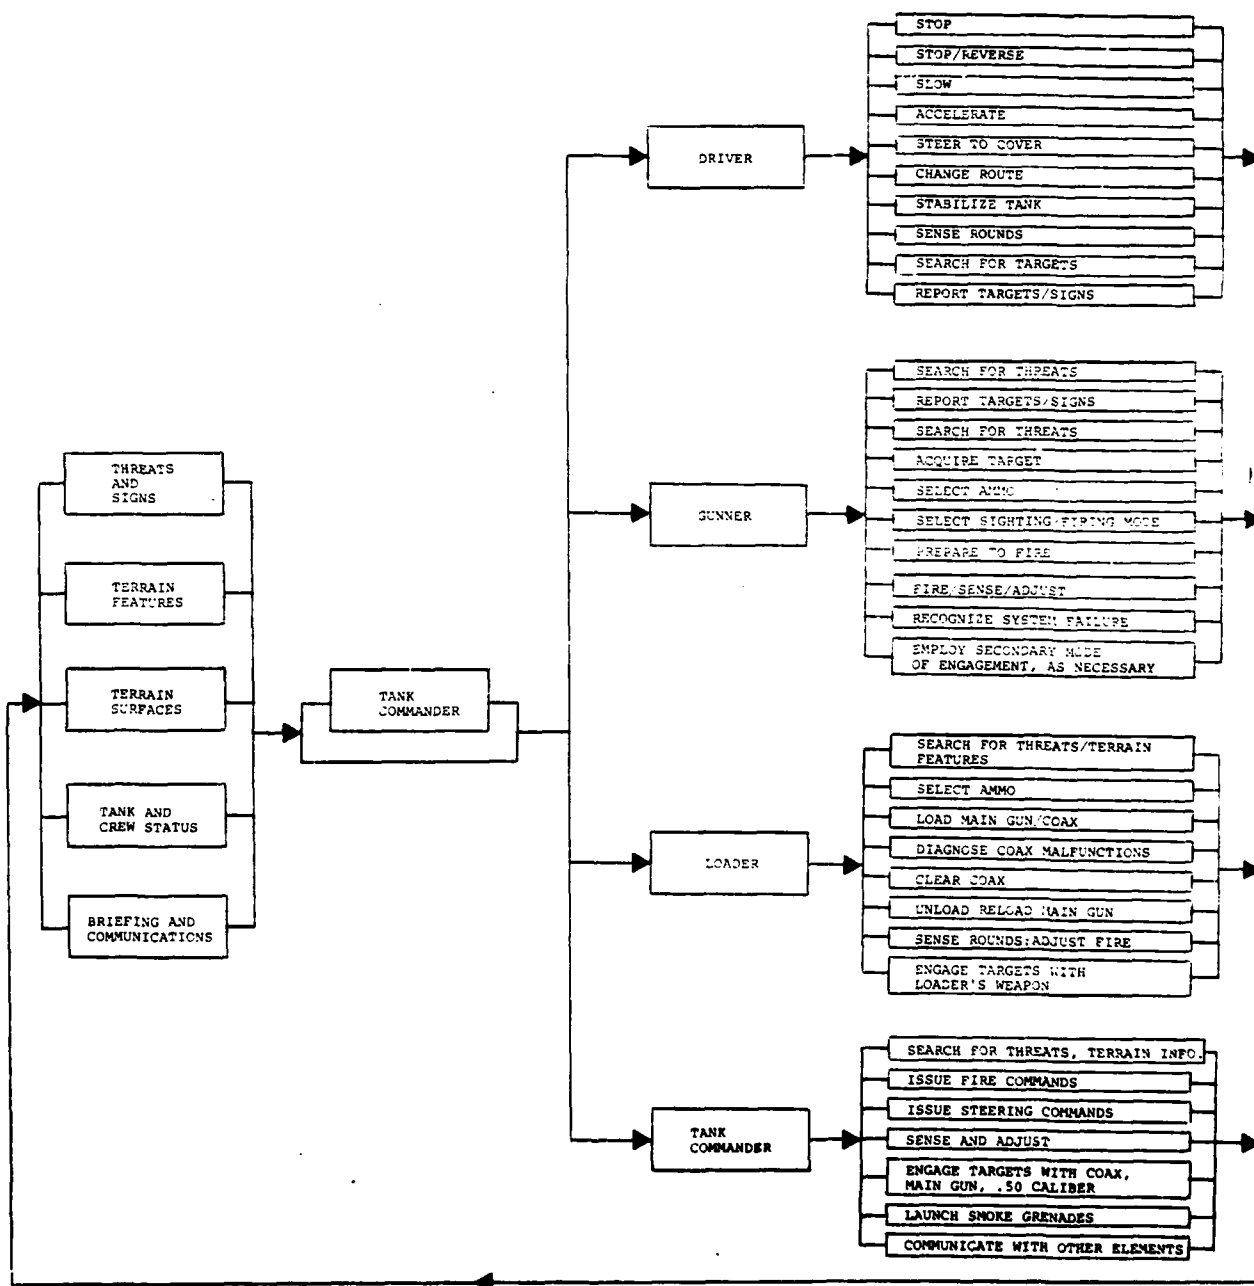 THREATS
AND
SIGNS
TERRAIN
FEATURES
TERRAIN
SURFACES
TANK AND
CREW STATUS
BRIEFING AND
COMMUNICATIONS
TANK
COMMANDER
DRIVER
STOP
STOP/REVERSE
SLOW
ACCELERATE
STEER TO COVER
CHANGE ROUTE
STABILIZE TANK
SENSE ROUNDS
SEARCH FOR TARGETS
REPORT TARGETS/SIGNS
GUNNER
SEARCH FOR THREATS
REPORT TARGETS/SIGNS
SEARCH FOR THREATS
ACQUIRE TARGET
SELECT AMMO
SELECT SIGHTING/FIRING MODE
PREPARE TO FIRE
FIRE/SENSE/ADJUST
RECOGNIZE SYSTEM FAILURE
EMPLOY SECONDARY MODE
OF ENGAGEMENT, AS NECESSARY
LOADER
SEARCH FOR THREATS/TERRAIN
FEATURES
SELECT AMMO
LOAD MAIN GUN/COAX
DIAGNOSE COAX MALFUNCTIONS
CLEAR COAX
UNLOAD RELOAD MAIN GUN
SENSE ROUNDS;ADJUST FIRE
ENGAGE TARGETS WITH
LOADER'S WEAPON
TANK
COMMANDER
SEARCH FOR THREATS, TERRAIN INFO.
ISSUE FIRE COMMANDS
ISSUE STEERING COMMANDS
SENSE AND ADJUST
ENGAGE TARGETS WITH COAX,
MAIN GUN, .50 CALIBER
LAUNCH SMOKE GRENADES
COMMUNICATE WITH OTHER ELEMENTS